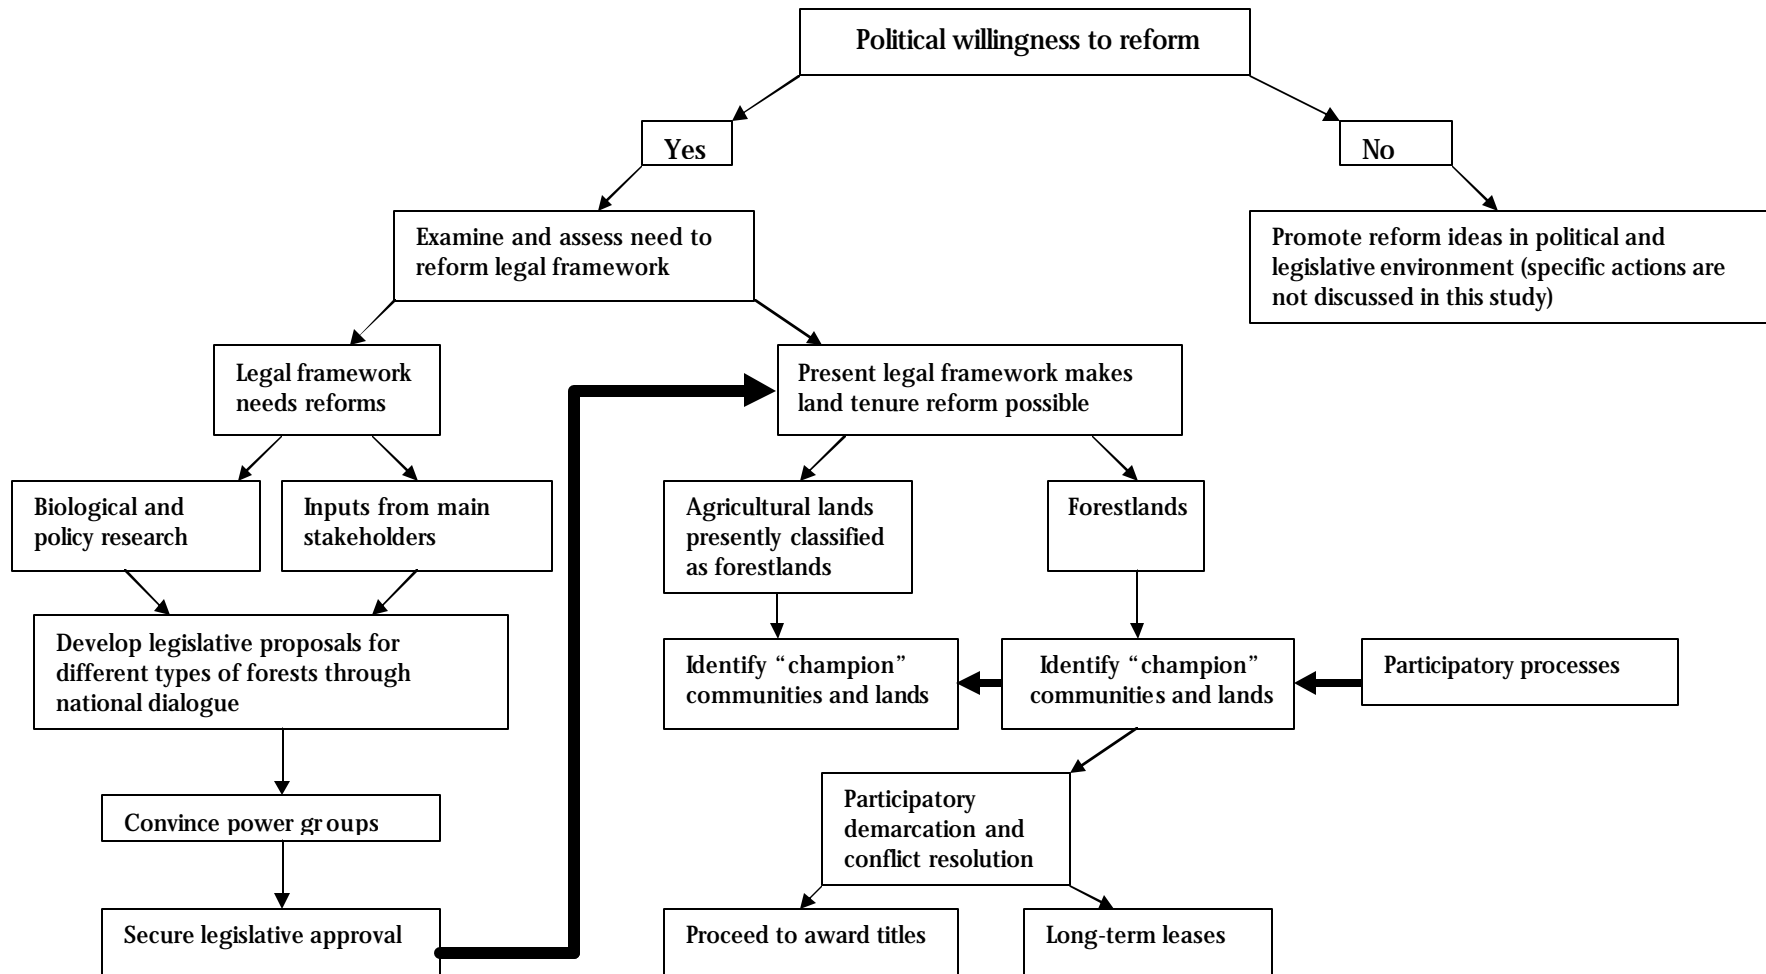 Political willingness to reform
Yes
No
Examine and assess need to
reform legal framework
Promote reform ideas in political and
legislative environment (specific actions are
not discussed in this study)
Legal framework
needs reforms
Present legal framework makes
land tenure reform possible
Biological and
policy research
Inputs from main
stakeholders
Agricultural lands
presently classified
as forestlands
Forestlands
Develop legislative proposals for
different types of forests through
national dialogue
Identify “champion”
communities and lands
Identify “champion”
communities and lands
Participatory processes
Convince power groups
Participatory
demarcation and
conflict resolution
Secure legislative approval
Proceed to award titles
Long-term leases